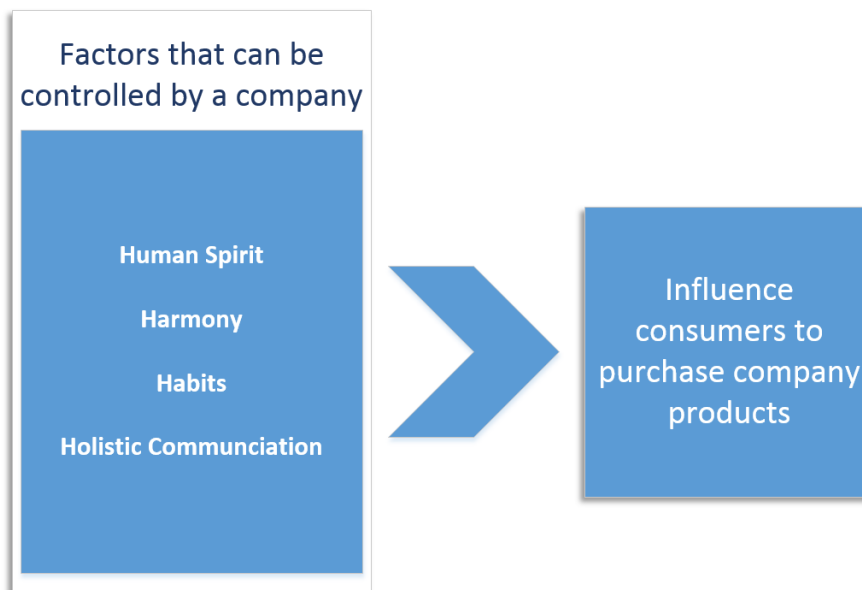 Factors that can be
controlled by a company
Human Spirit
Harmony
Habits
Holistic Communciation
Influence
consumers to
purchase company
products